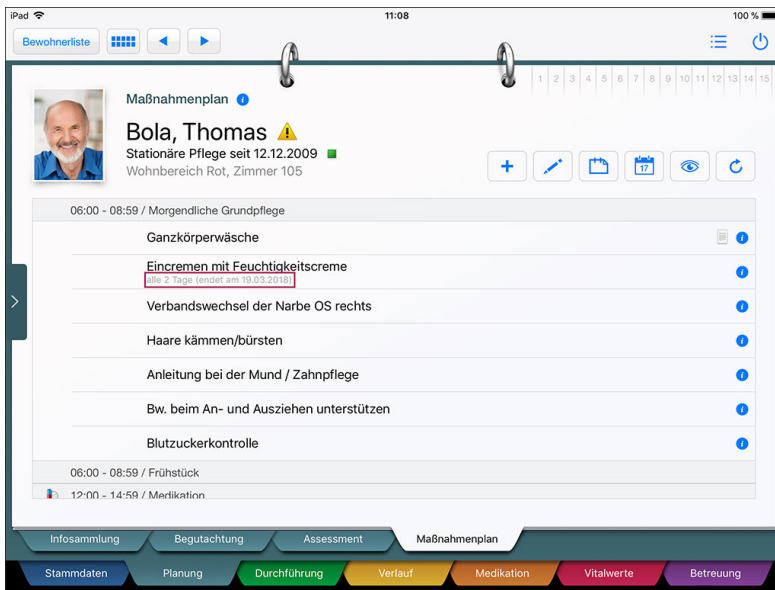 iPad 11:08 100 %
Bewohnerliste
1 2 3 4 5 6 7 8 9 10 11 12 13 14 15
Maßnahmenplan
Bola, Thomas
Stationäre Pflege seit 12.12.2009
Wohnbereich Rot, Zimmer 105
17
06:00 - 08:59 / Morgendliche Grundpflege
Ganzkörperwäsche
Eincremen mit Feuchtigkeitscreme
alle 2 Tage (endet am 19.03.2018)
Verbandswechsel der Narbe OS rechts
Haare kämmen/bürsten
Anleitung bei der Mund / Zahnpflege
Bw. beim An- und Ausziehen unterstützen
Blutzuckerkontrolle
06:00 - 08:59 / Frühstück
12:00 - 14:59 / Medikation
Infosammlung Begutachtung Assessment Maßnahmenplan
Stammdaten Planung Durchführung Verlauf Medikation Vitalwerte Betreuung